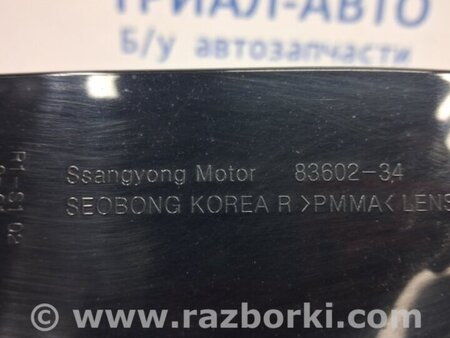 ТРИАЛ-АВТО
Б/у автозапчасти
Ssangyong Motor 83602-34
SEOBONG KOREA R >PMMA< LENS
© www.razborki.com